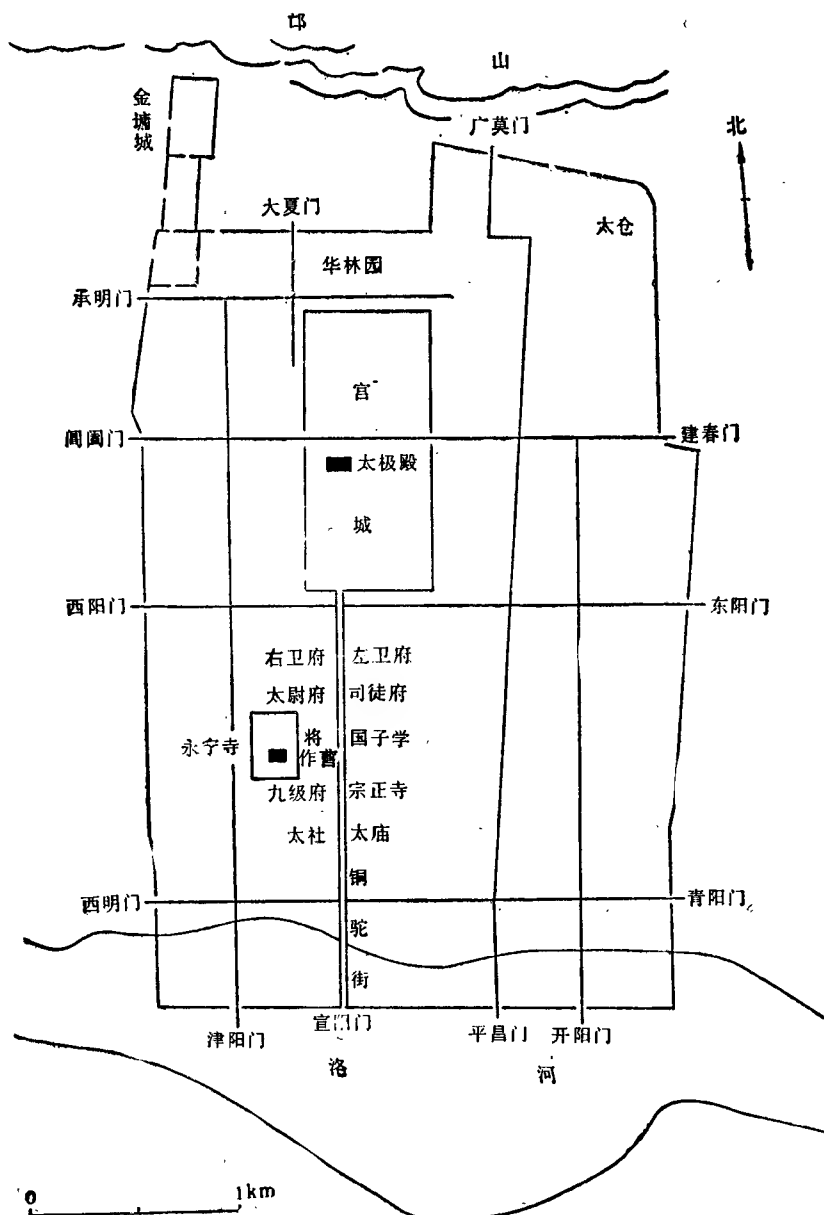 邙
山
金墉城
广莫门
北
大夏门
太仓
华林园
承明门
宫
阊阖门
建春门
太极殿
城
西阳门
东阳门
右卫府
左卫府
太尉府
司徒府
永宁寺
将
作曹
国子学
九级府
宗正寺
太社
太庙
铜
西明门
青阳门
驼
街
宣阳门
津阳门
平昌门
开阳门
洛
河
0
1km